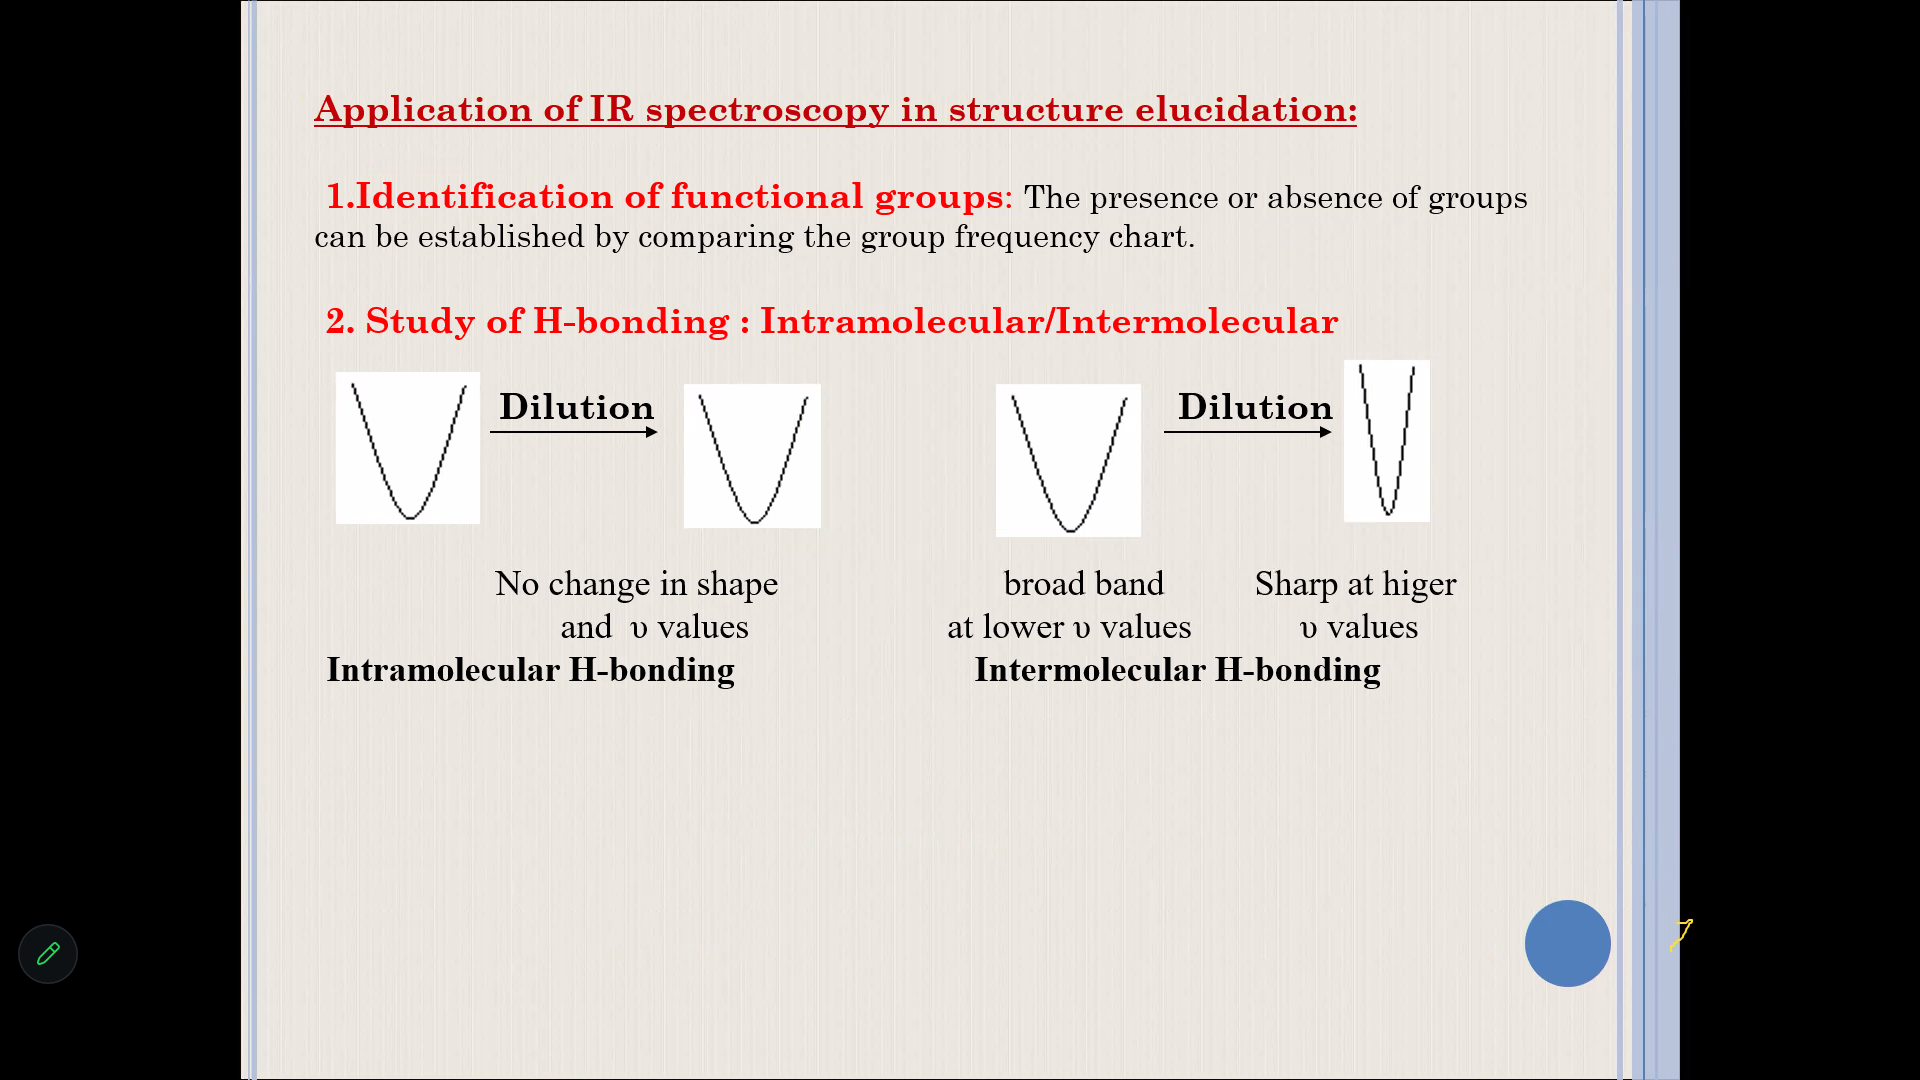 Application of IR spectroscopy in structure elucidation:
1.Identification of functional groups: The presence or absence of groups
can be established by comparing the group frequency chart.
2. Study of H-bonding : Intramolecular/Intermolecular
Dilution
Dilution
No change in shape
and υ values
Intramolecular H-bonding
broad band
at lower υ values
Sharp at higer
υ values
Intermolecular H-bonding